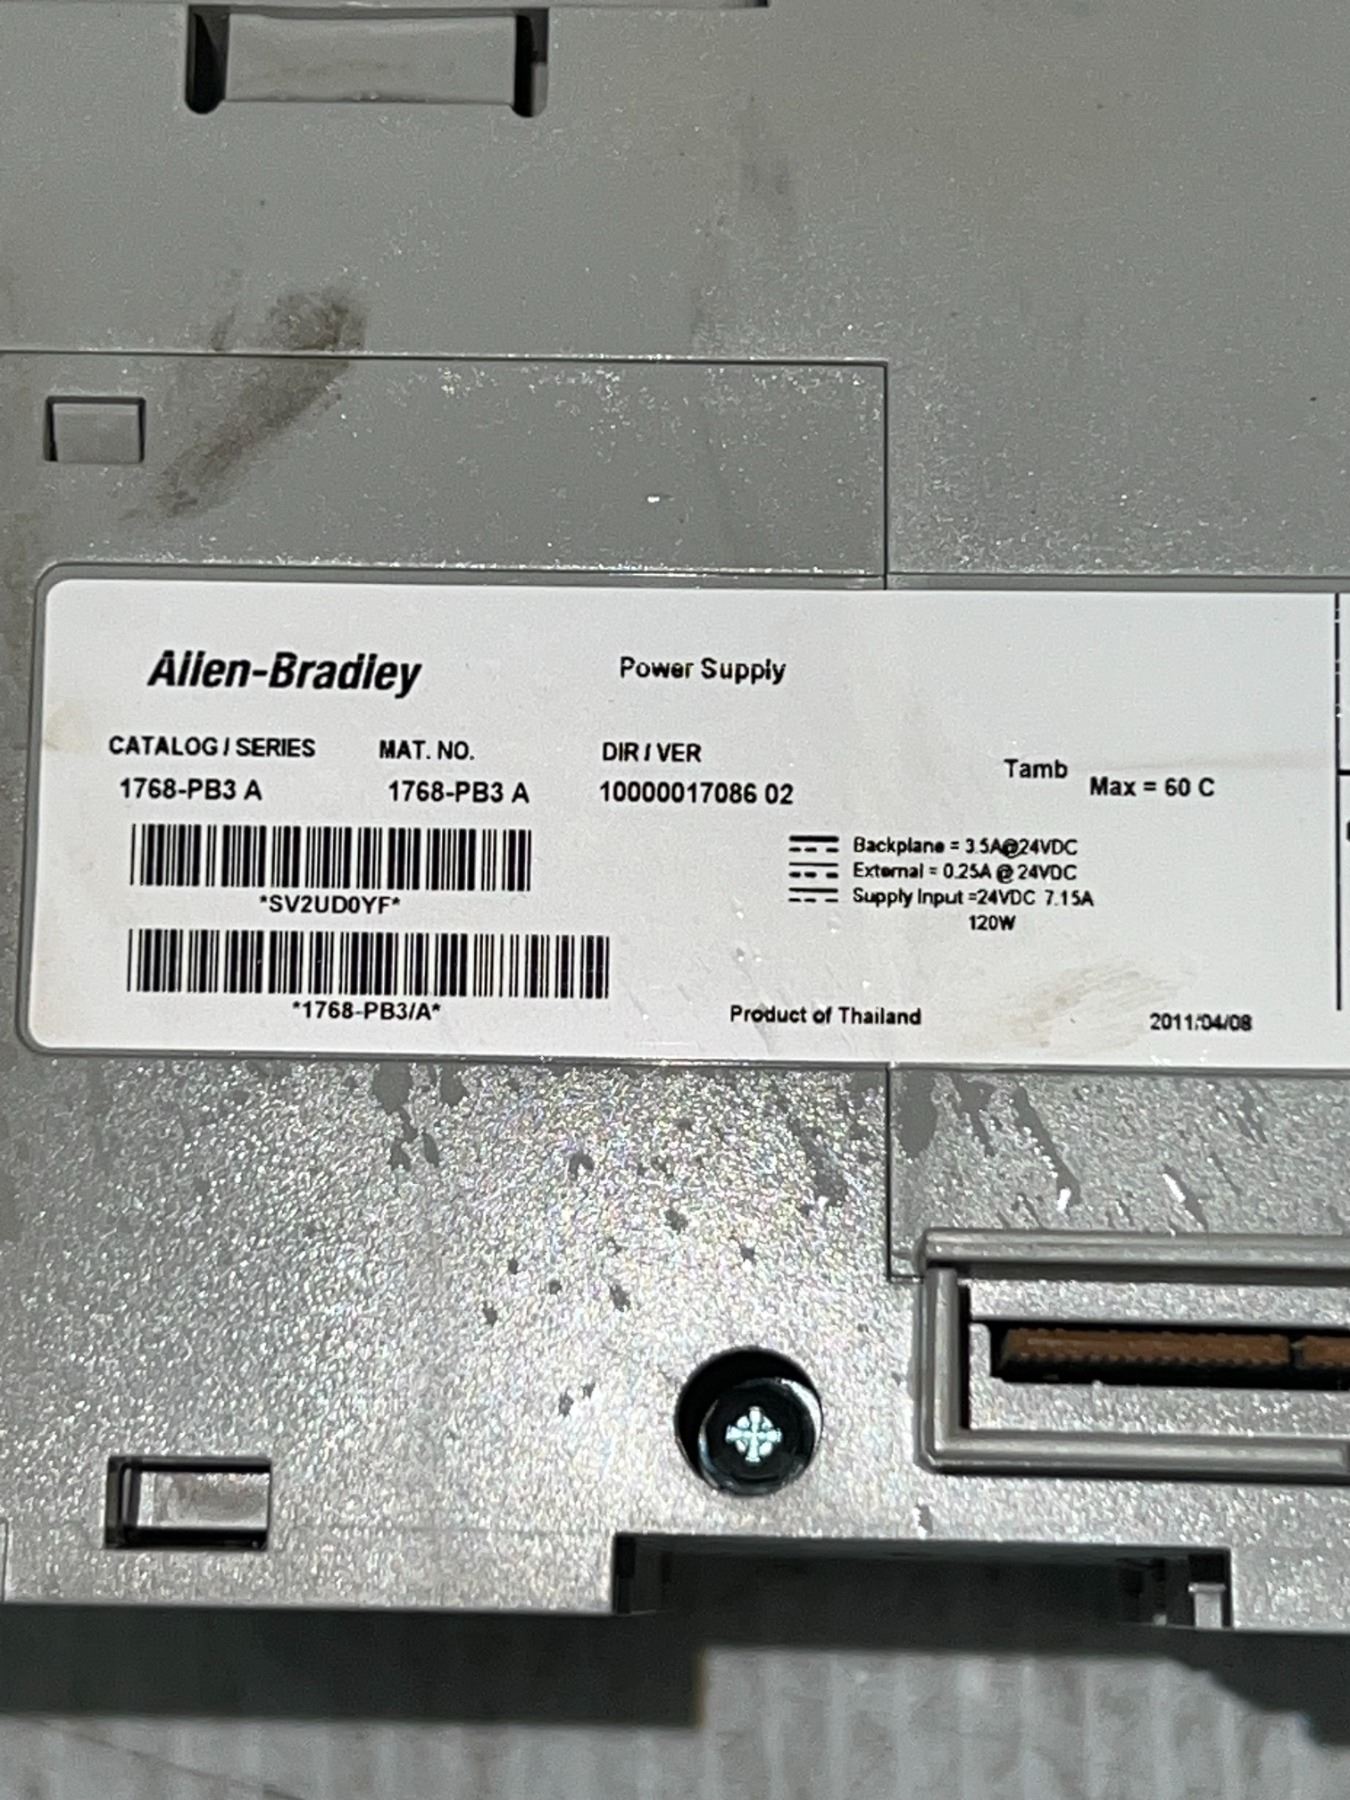 Allen-Bradley
Power Supply
CATALOG / SERIES MAT. NO. DIR / VER
1768-PB3 A 1768-PB3 A 10000017086 02
Tamb Max = 60 C
Backplane = 3.5A@24VDC
External = 0.25A @ 24VDC
Supply Input =24VDC 7.15A
120W
*SV2UD0YF*
*1768-PB3/A*
Product of Thailand
2011/04/08